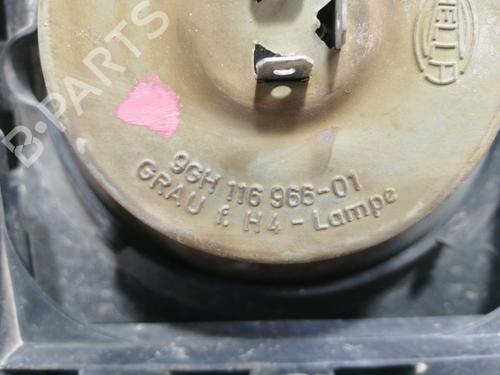 HELLA
B-PARTS
9GH 116 966-01
GRAU f. H4-Lampe